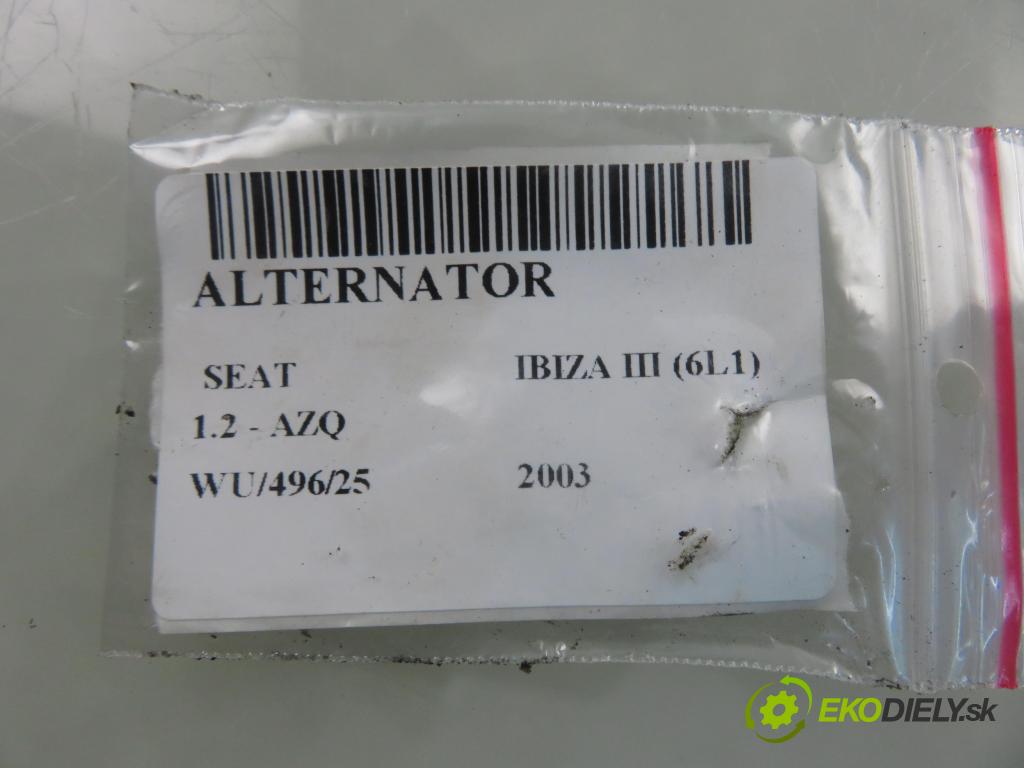 ALTERNATOR
SEAT IBIZA III (6L1)
1.2 - AZQ
WU/496/25 2003
EKODIELY.sk